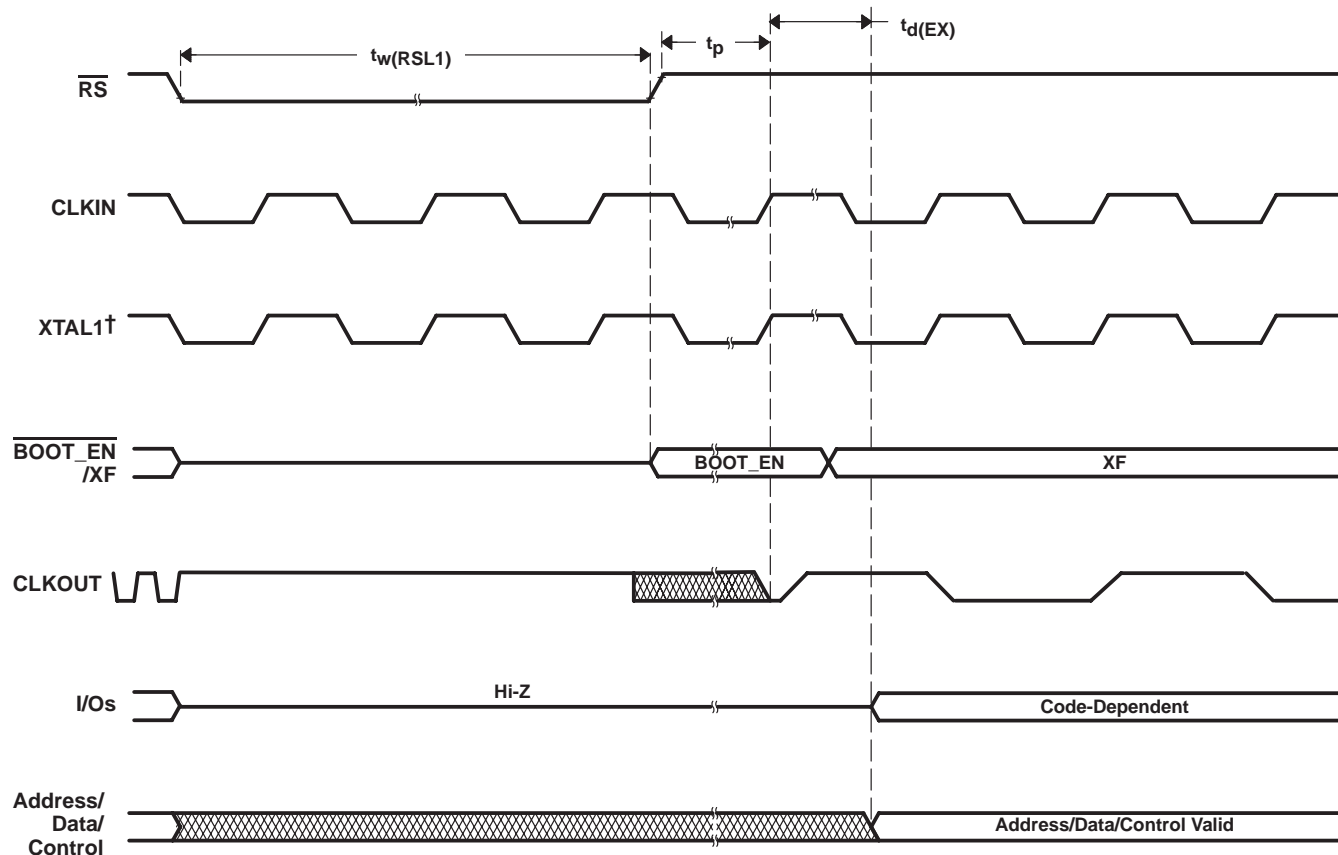 tw(RSL1)
tp
td(EX)
RS
CLKIN
XTAL1†
BOOT_EN
/XF
BOOT_EN
XF
CLKOUT
I/Os
Hi-Z
Code-Dependent
Address/
Data/
Control
Address/Data/Control Valid